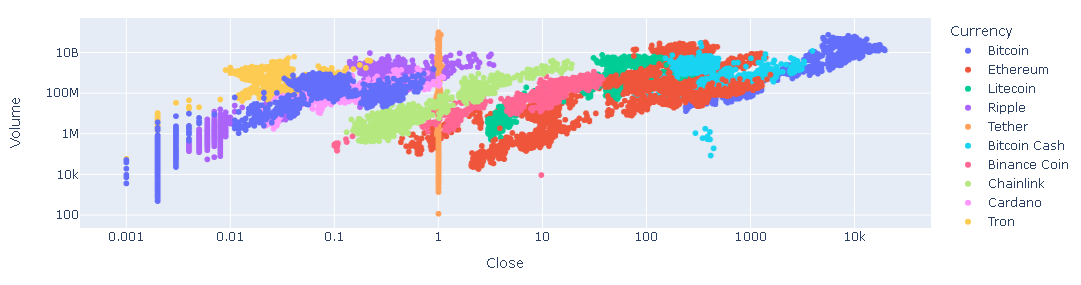 Currency
Bitcoin
Ethereum
Litecoin
Ripple
Tether
Bitcoin Cash
Binance Coin
Chainlink
Cardano
Tron
Volume
10B
100M
1M
10k
100
0.001 0.01 0.1 1 10 100 1000 10k
Close